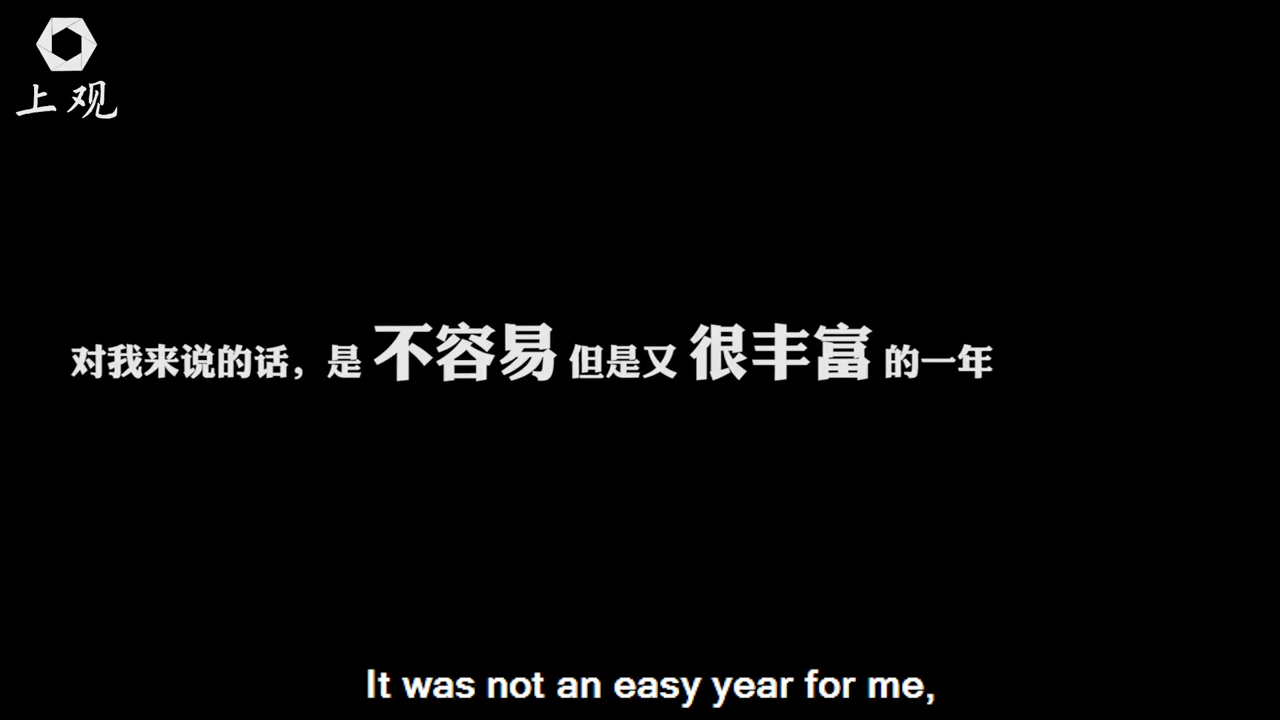 上观
对我来说的话，是 不容易 但是又 很丰富 的一年
It was not an easy year for me,